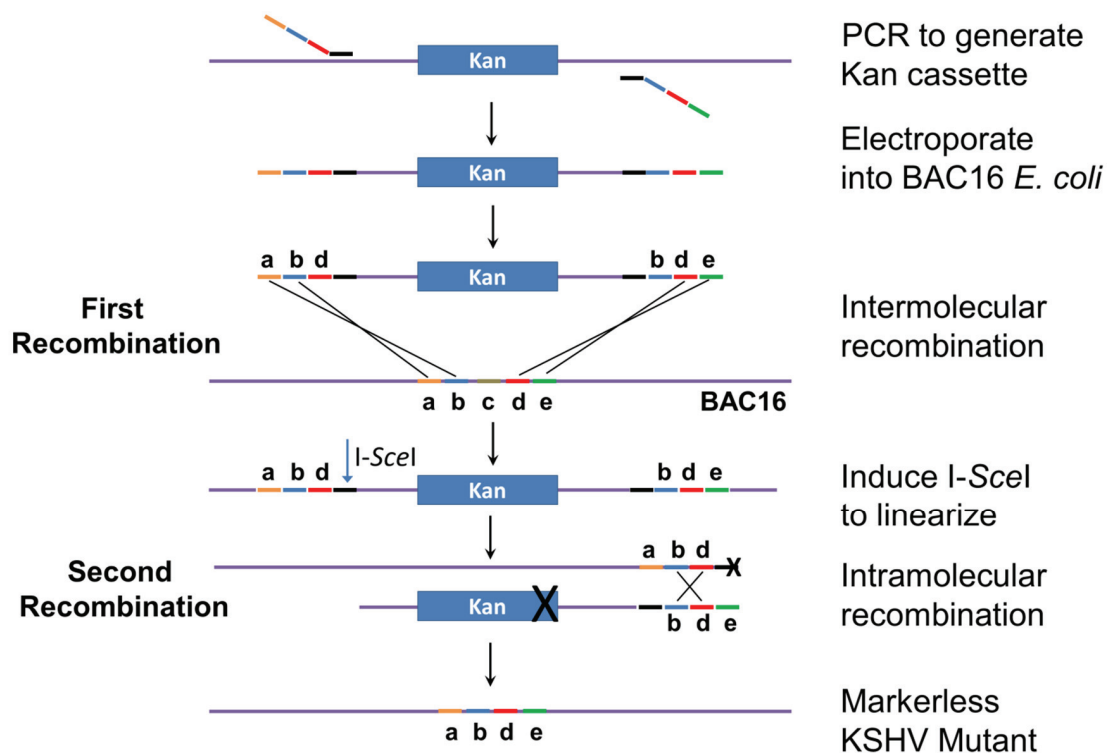 Kan
PCR to generate
Kan cassette
Electroporate
into BAC16 E. coli
Kan
a b d
Kan
b d e
First
Recombination
Intermolecular
recombination
a b c d e
BAC16
a b d
I-SceI
Kan
b d e
Induce I-SceI
to linearize
Second
Recombination
a b d
X
Kan
X
b d e
Intramolecular
recombination
a b d e
Markerless
KSHV Mutant